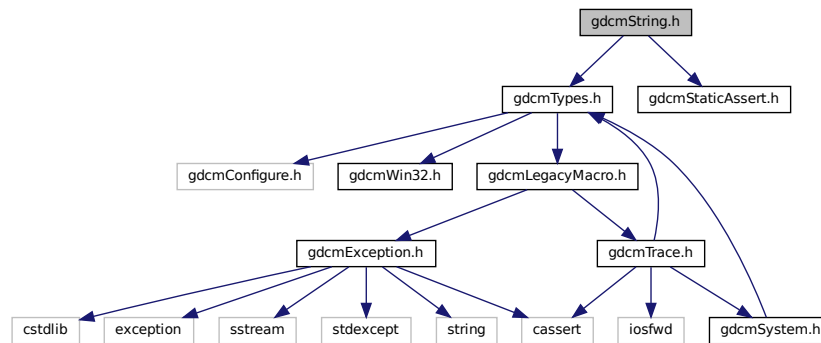 gdcmString.h
gdcmTypes.h
gdcmStaticAssert.h
gdcmConfigure.h
gdcmWin32.h
gdcmLegacyMacro.h
gdcmException.h
gdcmTrace.h
cstdlib
exception
sstream
stdexcept
string
cassert
iosfwd
gdcmSystem.h